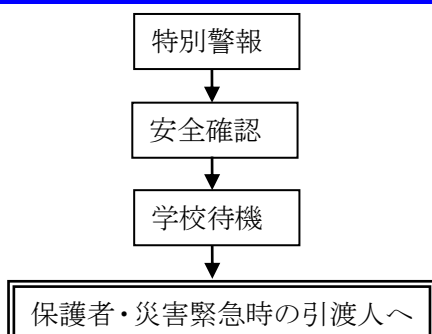 特別警報
安全確認
学校待機
保護者・災害緊急時の引渡人へ